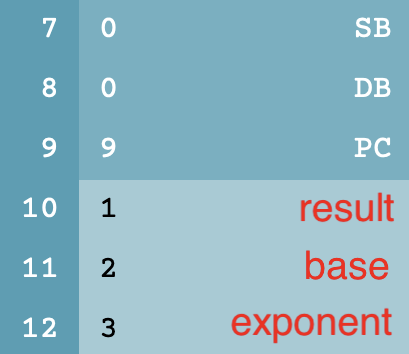 7 0 SB
8 0 DB
9 9 PC
10 1 result
11 2 base
12 3 exponent